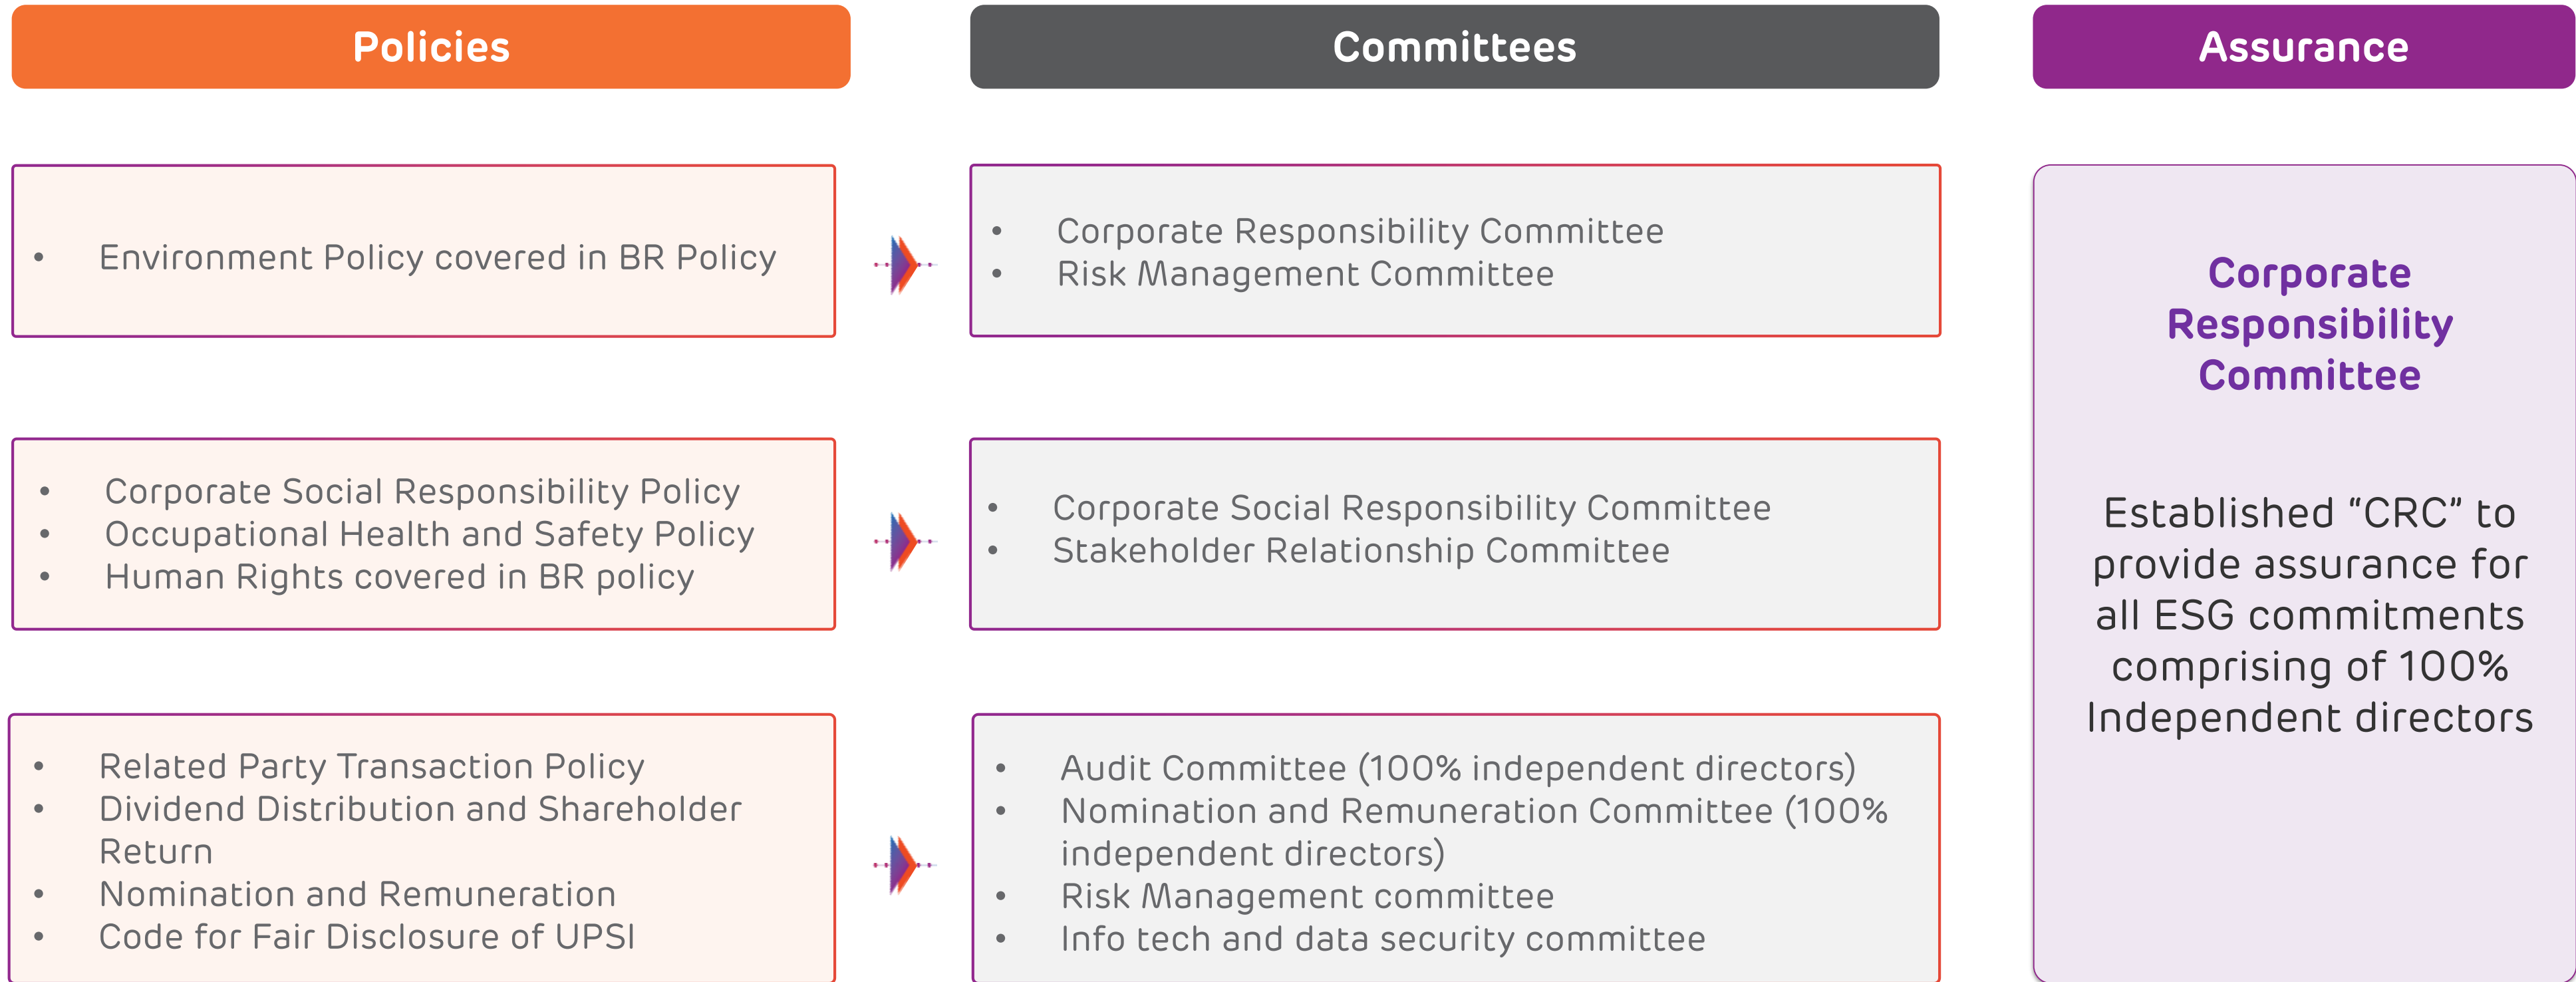 Policies
Committees
Assurance
• Environment Policy covered in BR Policy
• Corporate Responsibility Committee
• Risk Management Committee
• Corporate Social Responsibility Policy
• Occupational Health and Safety Policy
• Human Rights covered in BR policy
• Corporate Social Responsibility Committee
• Stakeholder Relationship Committee
• Related Party Transaction Policy
• Dividend Distribution and Shareholder
Return
• Nomination and Remuneration
• Code for Fair Disclosure of UPSI
• Audit Committee (100% independent directors)
• Nomination and Remuneration Committee (100%
independent directors)
• Risk Management committee
• Info tech and data security committee
Corporate
Responsibility
Committee
Established “CRC” to
provide assurance for
all ESG commitments
comprising of 100%
Independent directors